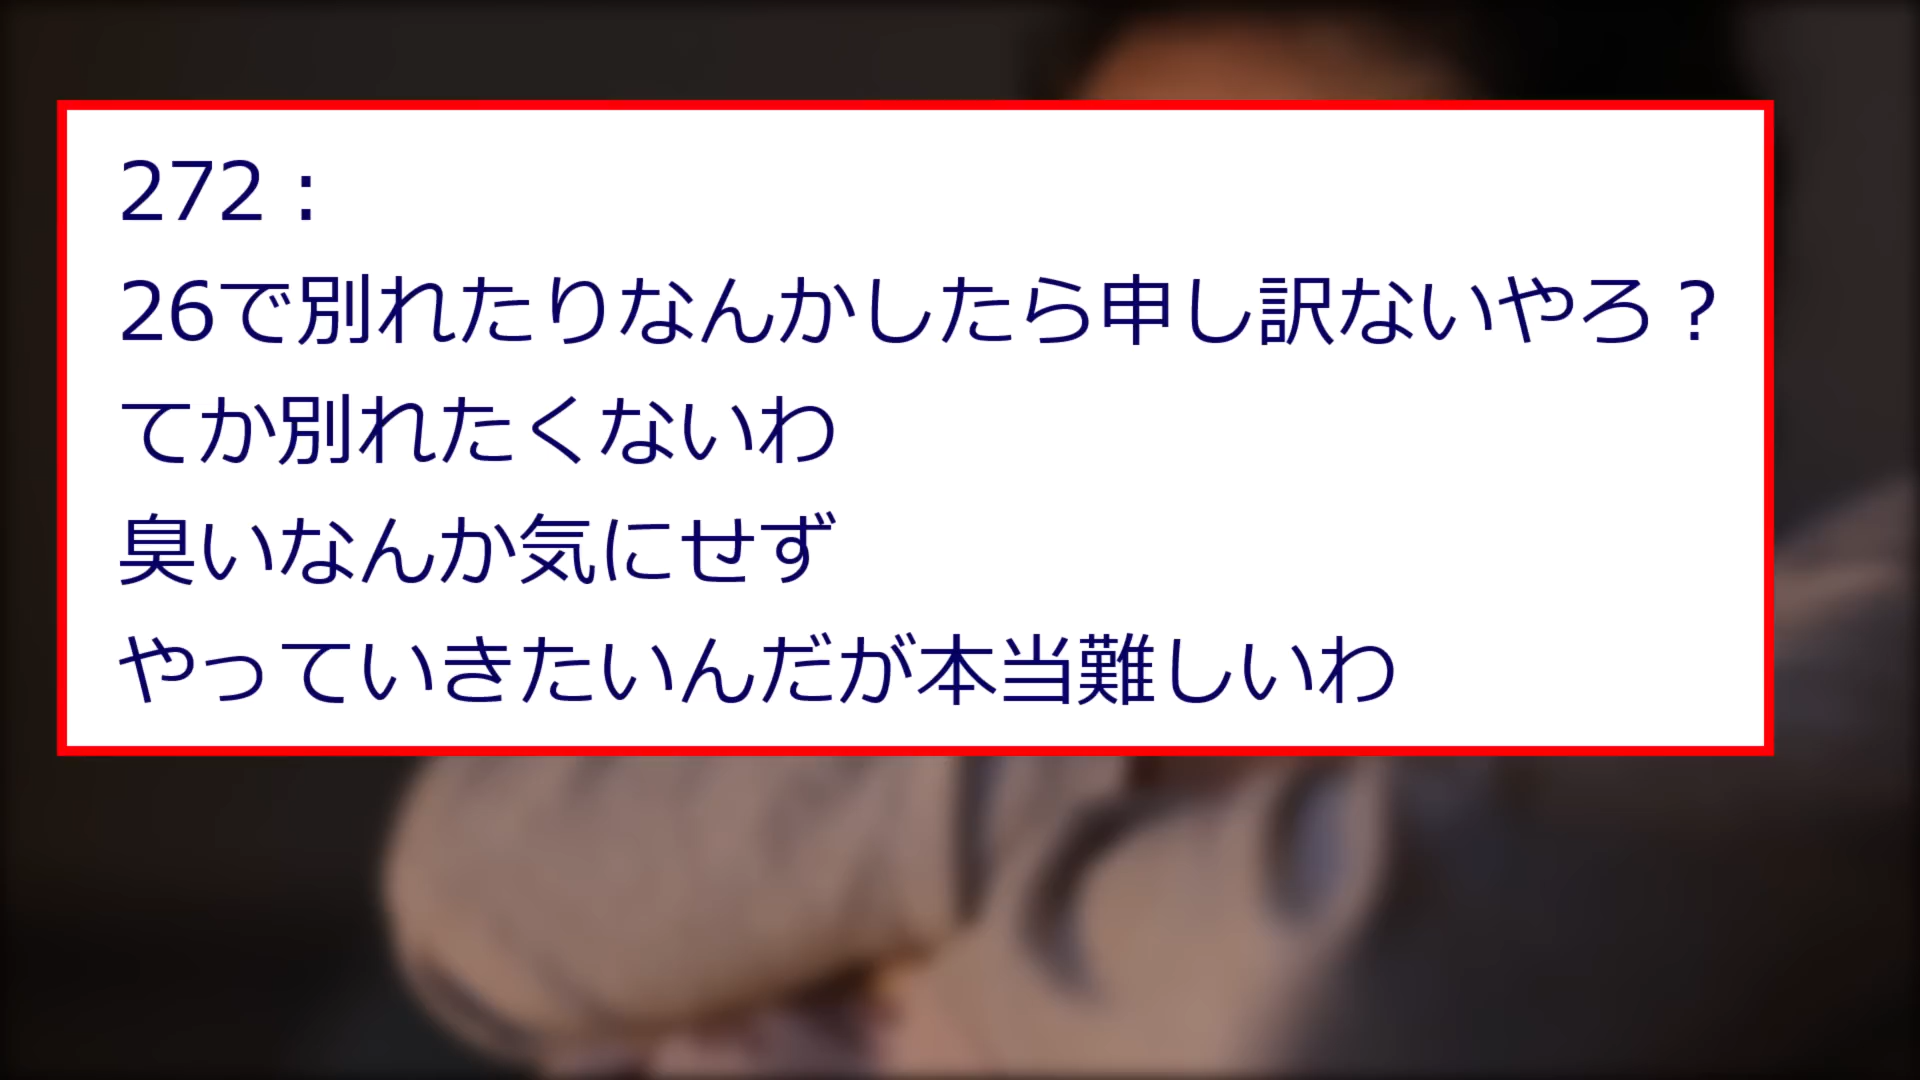 272：
26で別れたりなんかしたら申し訳ないやろ？
てか別れたくないわ
臭いなんか気にせず
やっていきたいんだが本当難しいわ